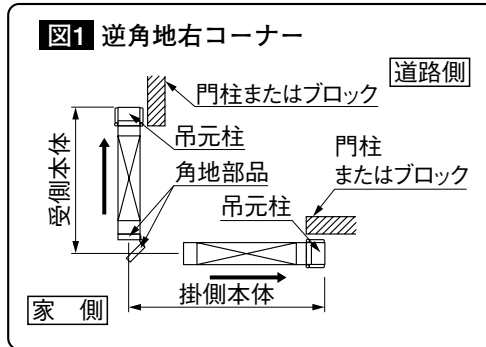 図1 逆角地右コーナー
道路側
門柱またはブロック
吊元柱
角地部品
門柱
またはブロック
吊元柱
受側本体
掛側本体
家 側